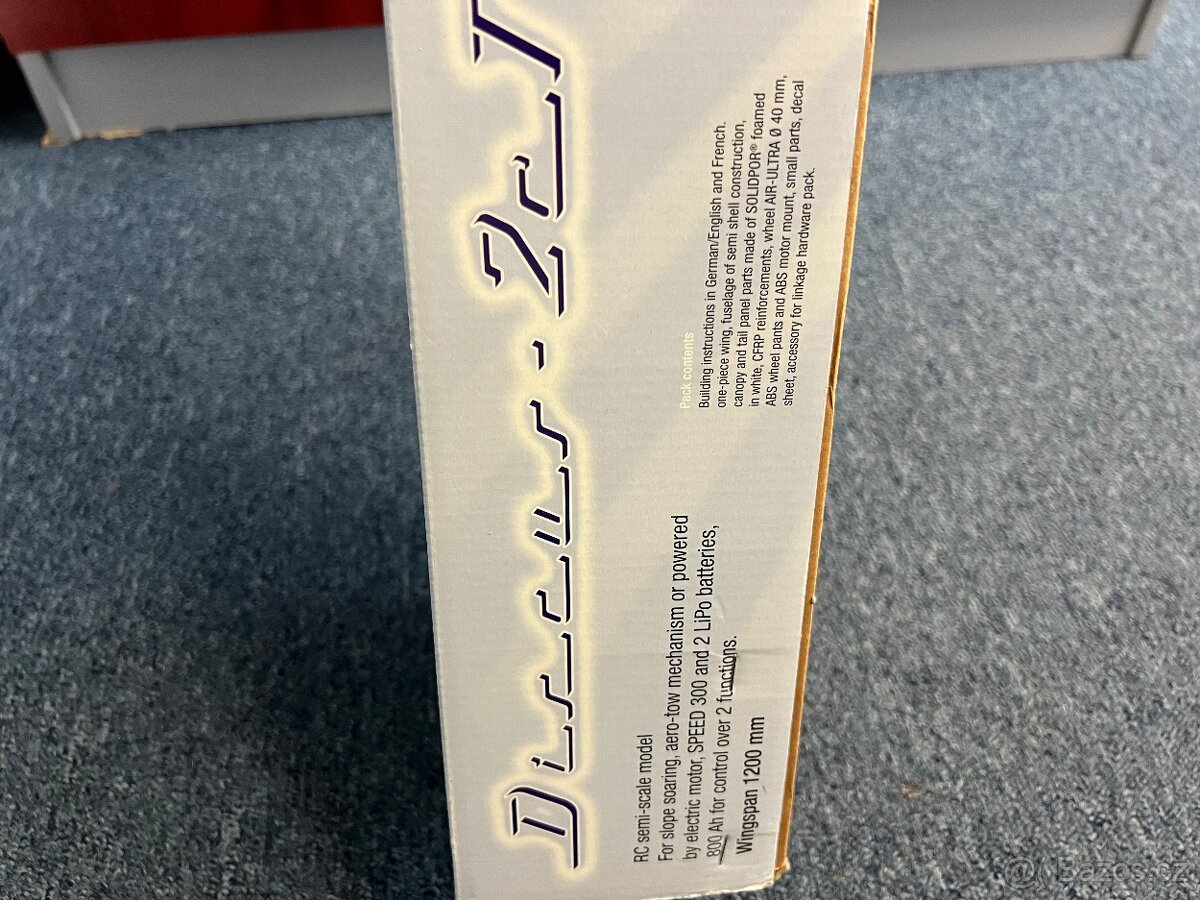 Discus - 2cT
RC semi-scale model
For slope soaring, aero-tow mechanism or powered
by electric motor, SPEED 300 and 2 LiPo batteries,
800 Ah for control over 2 functions.
Wingspan 1200 mm
Pack contents
Building instructions in German/English and French.
one-piece wing, fuselage of semi shell construction,
canopy and tail panel parts made of SOLIDPOR® foamed
in white, CFRP reinforcements, wheel AIR-ULTRA Ø 40 mm,
ABS wheel pants and ABS motor mount, small parts, decal
sheet, accessory for linkage hardware pack.
Bazos.cz